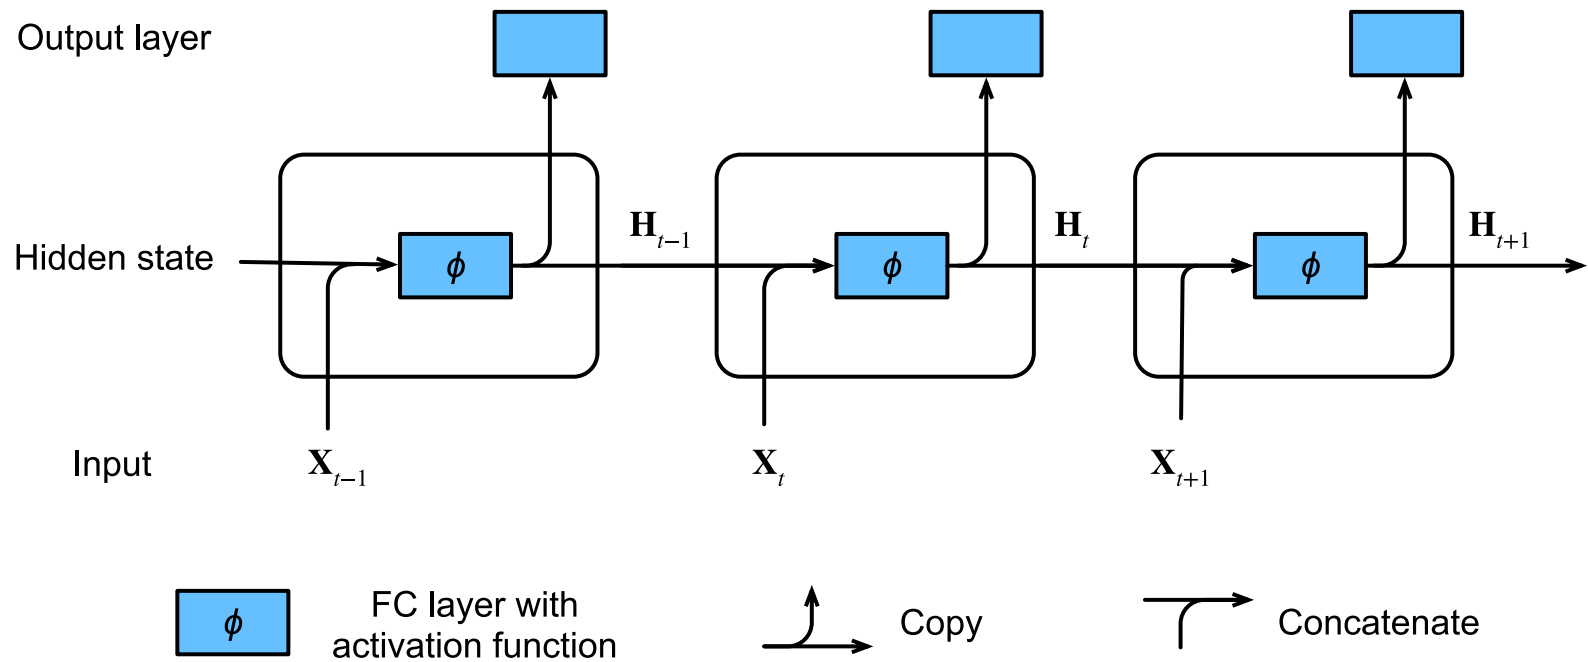 Output layer
Hidden state
ϕ
H_{t−1}
ϕ
H_t
ϕ
H_{t+1}
Input
X_{t−1}
X_t
X_{t+1}
ϕ
FC layer with
activation function
Copy
Concatenate